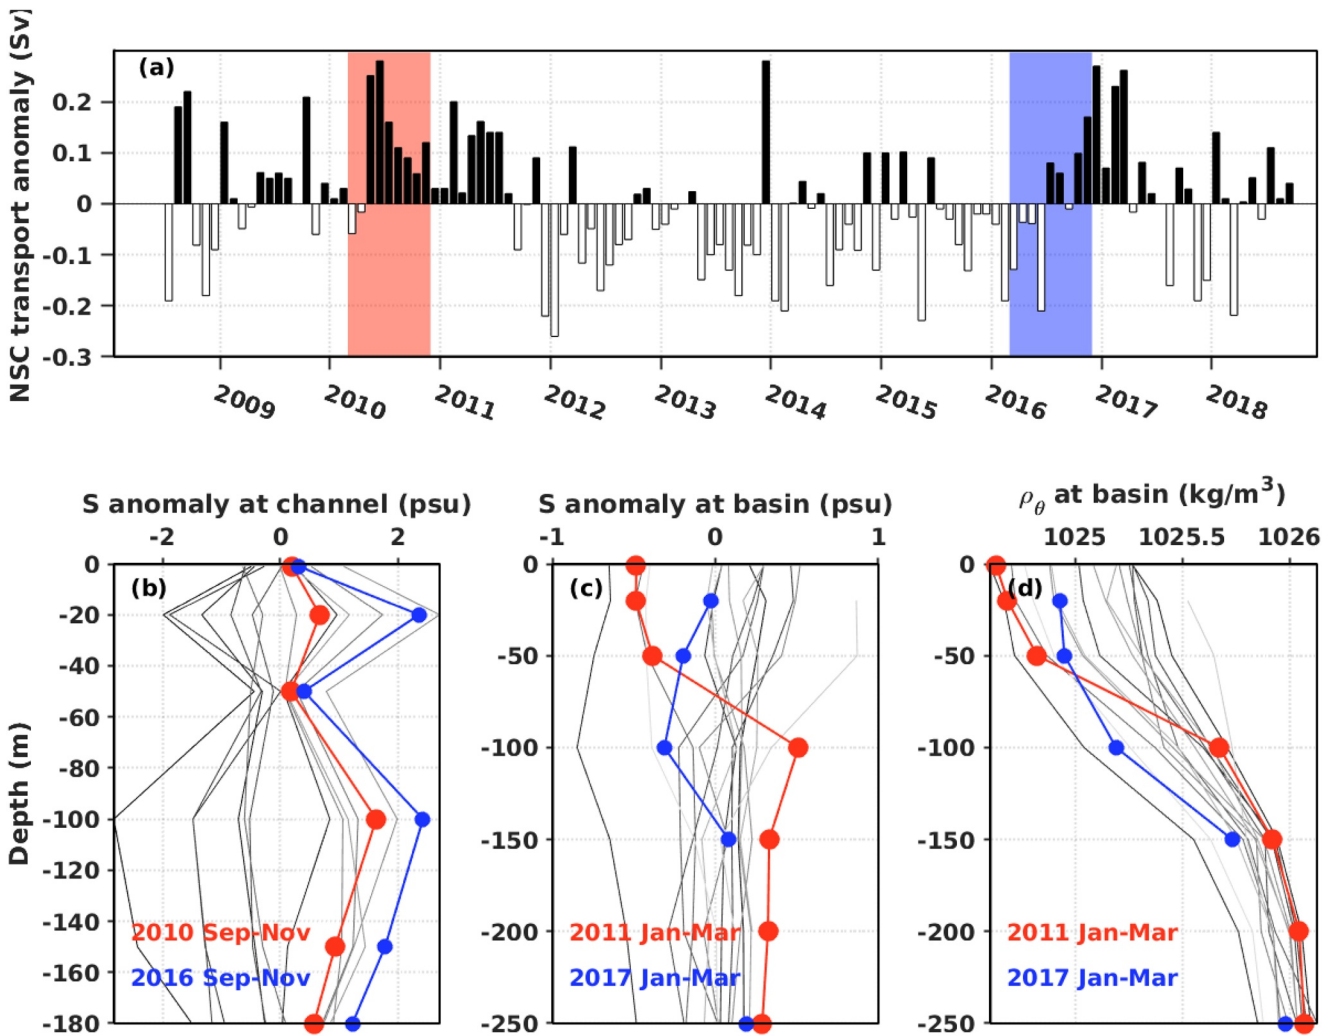 NSC transport anomaly (Sv)
(a)
0.2
0.1
0
-0.1
-0.2
-0.3
2009 2010 2011 2012 2013 2014 2015 2016 2017 2018
S anomaly at channel (psu)
-2 0 2
Depth (m)
0
-20
-40
-60
-80
-100
-120
-140
-160
-180
(b)
2010 Sep-Nov
2016 Sep-Nov
S anomaly at basin (psu)
-1 0 1
0
-50
-100
-150
-200
-250
(c)
2011 Jan-Mar
2017 Jan-Mar
ρθ at basin (kg/m³)
1025 1025.5 1026
0
-50
-100
-150
-200
-250
(d)
2011 Jan-Mar
2017 Jan-Mar